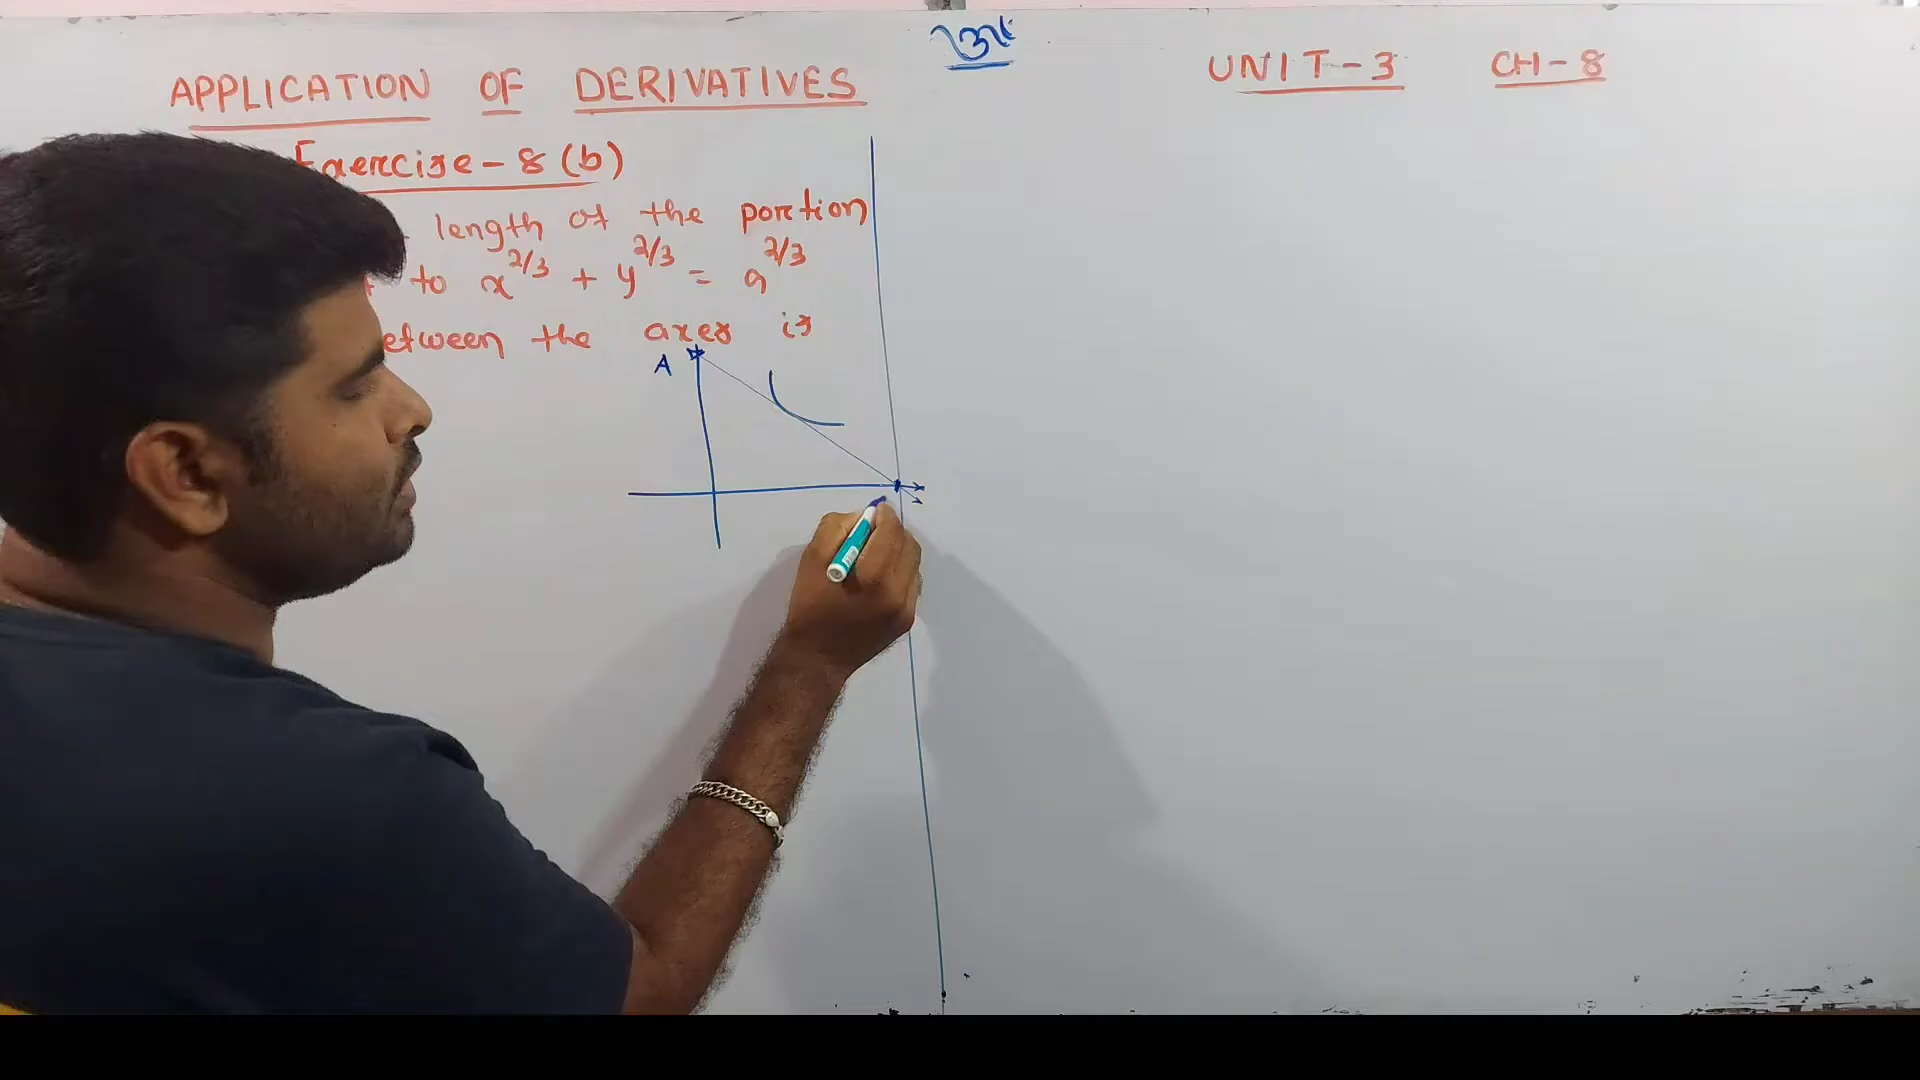 APPLICATION OF DERIVATIVES
UNIT-3 CH-8
Exercise-8(b)
length of the portion
to x^2/3 + y^2/3 = a^2/3
between the axes is
A